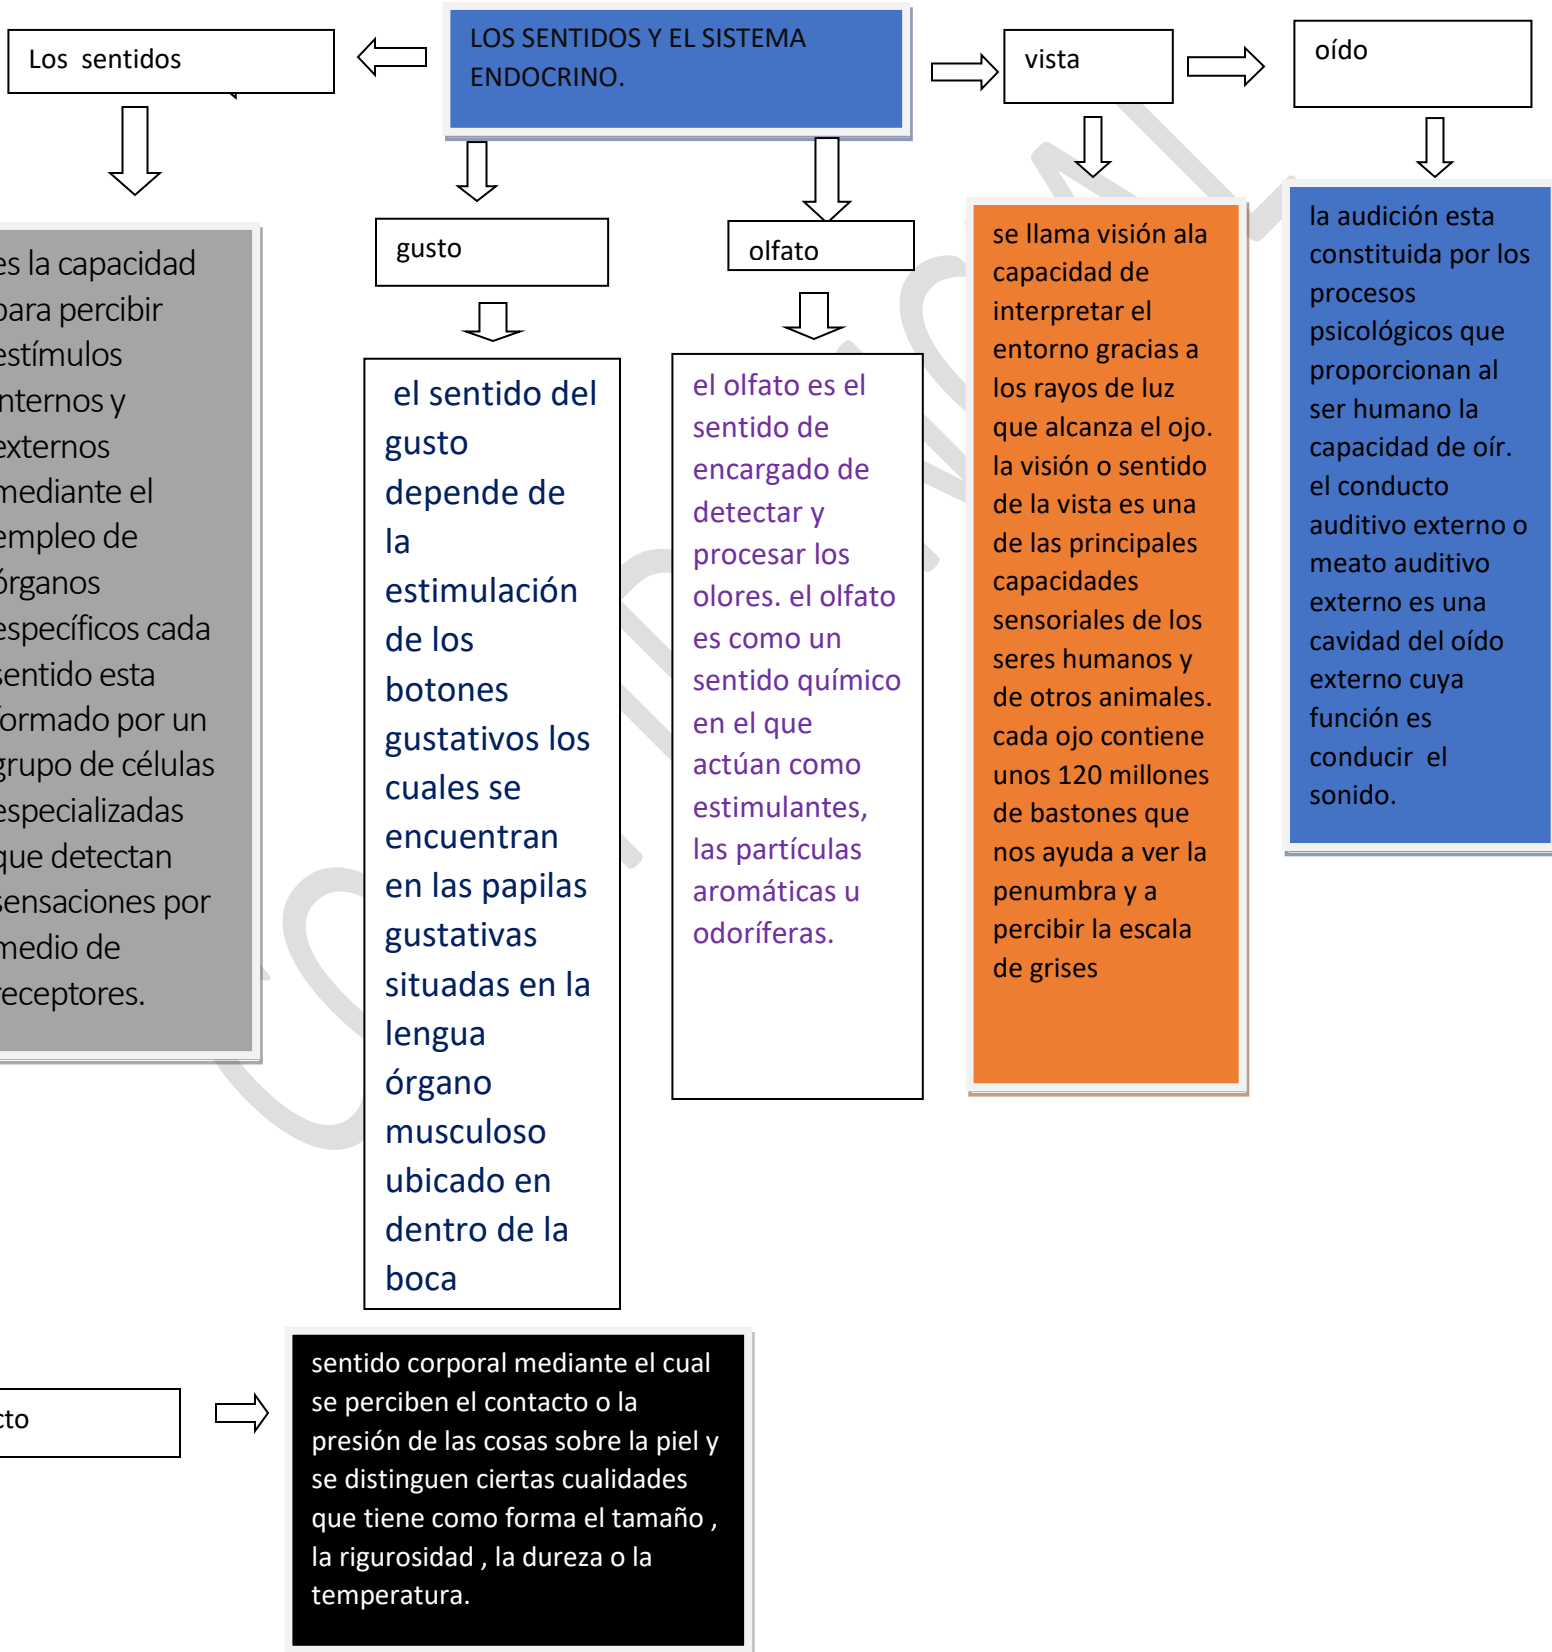 LOS SENTIDOS Y EL SISTEMA
ENDOCRINO.
Los  sentidos
es la capacidad
para percibir
estímulos
internos y
externos
mediante el
empleo de
órganos
específicos cada
sentido esta
formado por un
grupo de células
especializadas
que detectan
sensaciones por
medio de
receptores.
gusto
el sentido del
gusto
depende de
la
estimulación
de los
botones
gustativos los
cuales se
encuentran
en las papilas
gustativas
situadas en la
lengua
órgano
musculoso
ubicado en
dentro de la
boca
olfato
el olfato es el
sentido de
encargado de
detectar y
procesar los
olores. el olfato
es como un
sentido químico
en el que
actúan como
estimulantes,
las partículas
aromáticas u
odoríferas.
vista
se llama visión ala
capacidad de
interpretar el
entorno gracias a
los rayos de luz
que alcanza el ojo.
la visión o sentido
de la vista es una
de las principales
capacidades
sensoriales de los
seres humanos y
de otros animales.
cada ojo contiene
unos 120 millones
de bastones que
nos ayuda a ver la
penumbra y a
percibir la escala
de grises
oído
la audición esta
constituida por los
procesos
psicológicos que
proporcionan al
ser humano la
capacidad de oír.
el conducto
auditivo externo o
meato auditivo
externo es una
cavidad del oído
externo cuya
función es
conducir  el
sonido.
cto
sentido corporal mediante el cual
se perciben el contacto o la
presión de las cosas sobre la piel y
se distinguen ciertas cualidades
que tiene como forma el tamaño ,
la rigurosidad , la dureza o la
temperatura.